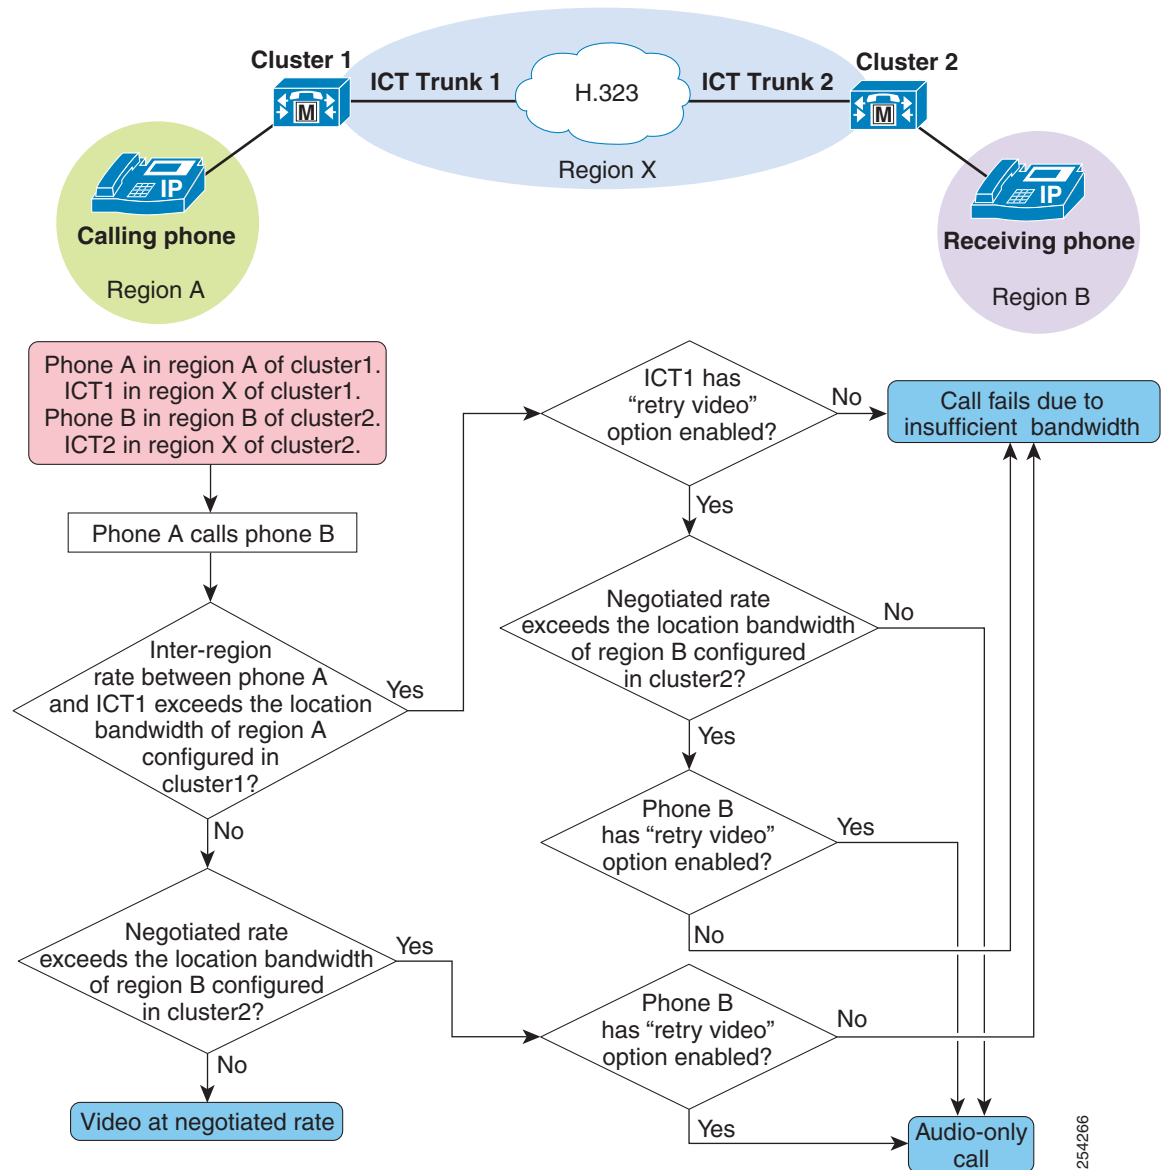 Cluster 1
ICT Trunk 1
H.323
ICT Trunk 2
Cluster 2
M
M
Region X
IP
Calling phone
Region A
IP
Receiving phone
Region B
Phone A in region A of cluster1.
ICT1 in region X of cluster1.
Phone B in region B of cluster2.
ICT2 in region X of cluster2.
Phone A calls phone B
Inter-region
rate between phone A
and ICT1 exceeds the location
bandwidth of region A
configured in
cluster1?
Yes
No
Negotiated rate
exceeds the location bandwidth
of region B configured
in cluster2?
Yes
No
Video at negotiated rate
ICT1 has
“retry video”
option enabled?
No
Yes
Call fails due to
insufficient bandwidth
Negotiated rate
exceeds the location bandwidth
of region B configured
in cluster2?
No
Yes
Phone B
has “retry video”
option enabled?
Yes
No
Phone B
has “retry video”
option enabled?
No
Yes
Audio-only
call
254266